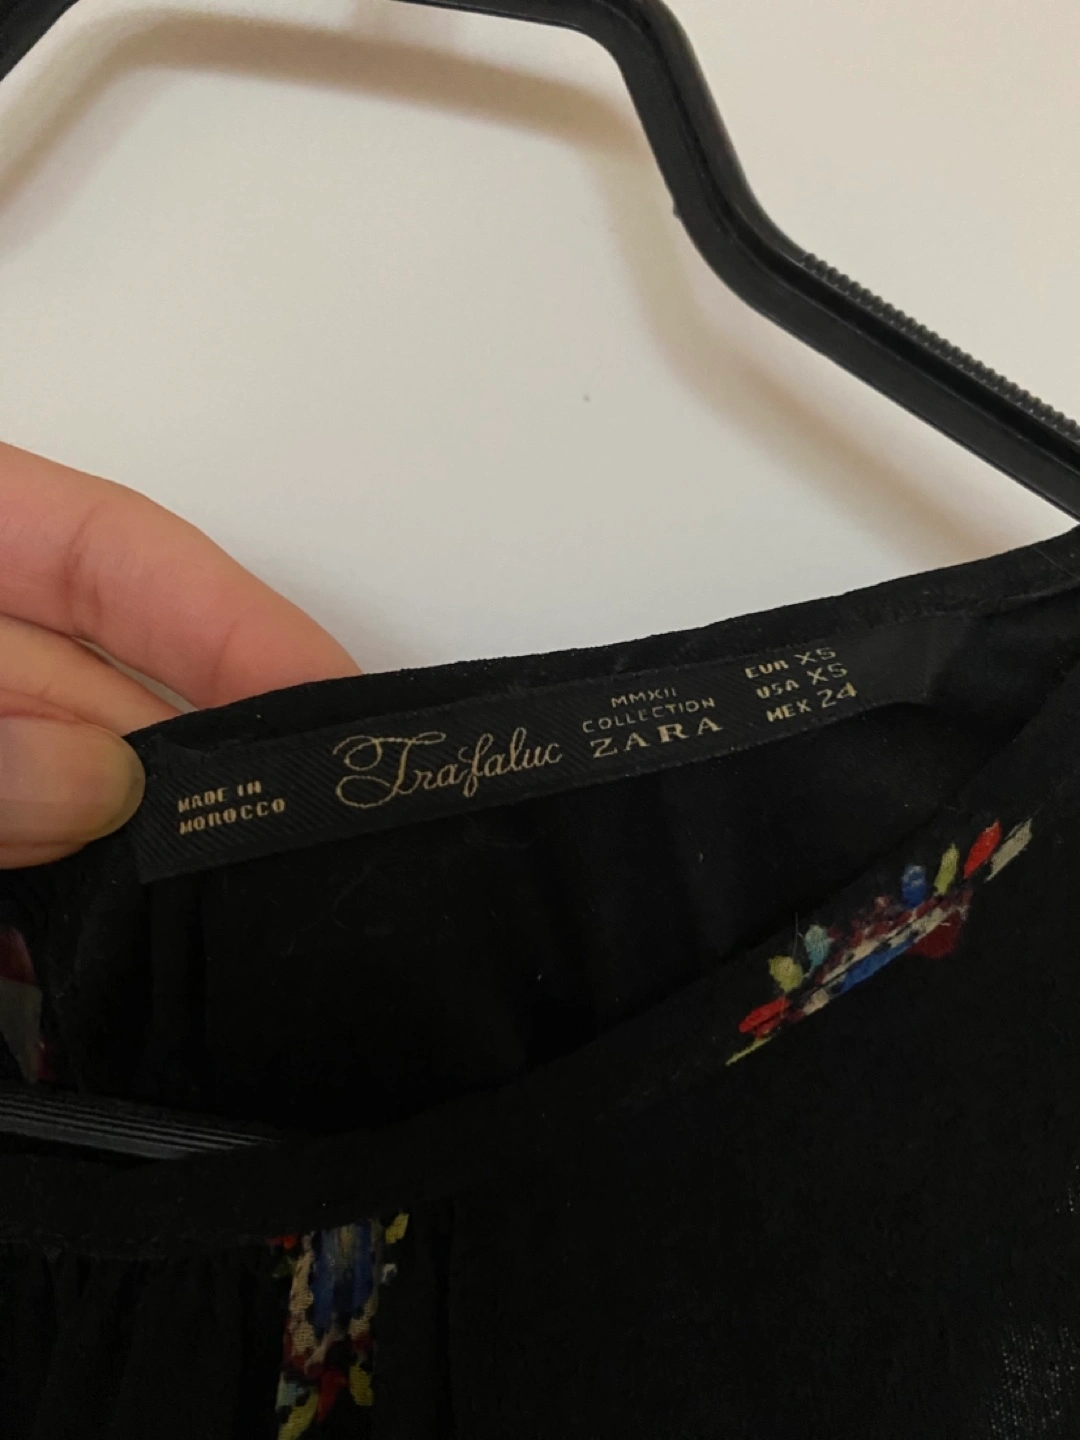 MADE IN
MOROCCO
Trafaluc
MMXII
COLLECTION
ZARA
EUR XS
USA XS
MEX 24